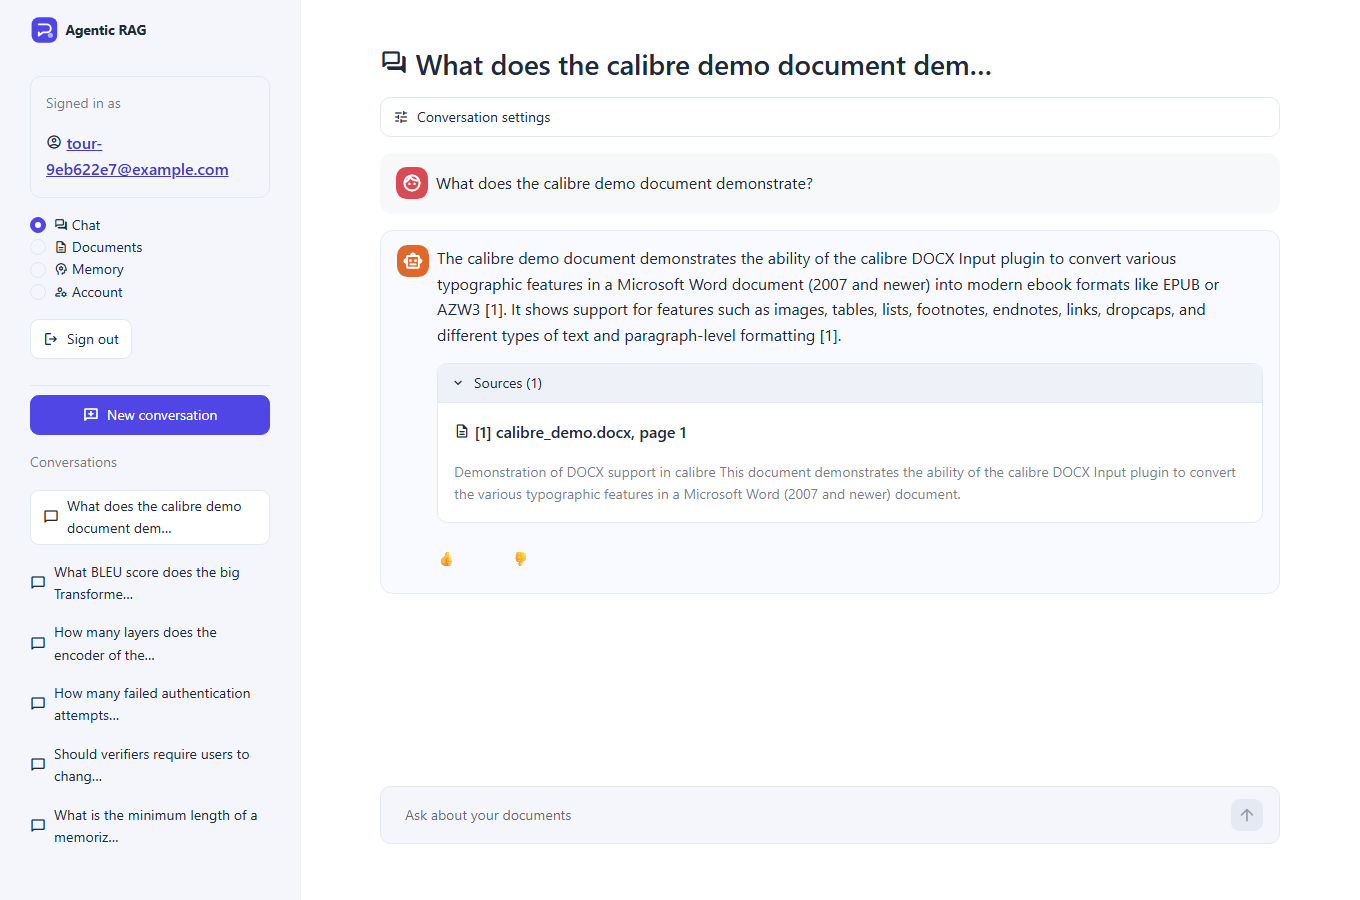 Agentic RAG
Signed in as
tour-
9eb622e7@example.com
Chat
Documents
Memory
Account
Sign out
New conversation
Conversations
What does the calibre demo
document dem...
What BLEU score does the big
Transforme...
How many layers does the
encoder of the...
How many failed authentication
attempts...
Should verifiers require users to
chang...
What is the minimum length of a
memoriz...
What does the calibre demo document dem...
Conversation settings
What does the calibre demo document demonstrate?
The calibre demo document demonstrates the ability of the calibre DOCX Input plugin to convert various
typographic features in a Microsoft Word document (2007 and newer) into modern ebook formats like EPUB or
AZW3 [1]. It shows support for features such as images, tables, lists, footnotes, endnotes, links, dropcaps, and
different types of text and paragraph-level formatting [1].
Sources (1)
[1] calibre_demo.docx, page 1
Demonstration of DOCX support in calibre This document demonstrates the ability of the calibre DOCX Input plugin to convert
the various typographic features in a Microsoft Word (2007 and newer) document.
Ask about your documents